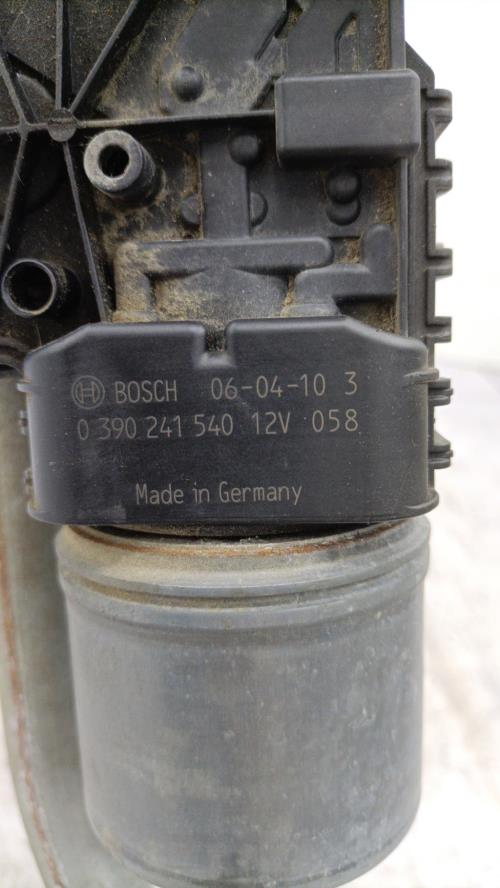 BOSCH 06-04-10 3
0 390 241 540 12V 058
Made in Germany